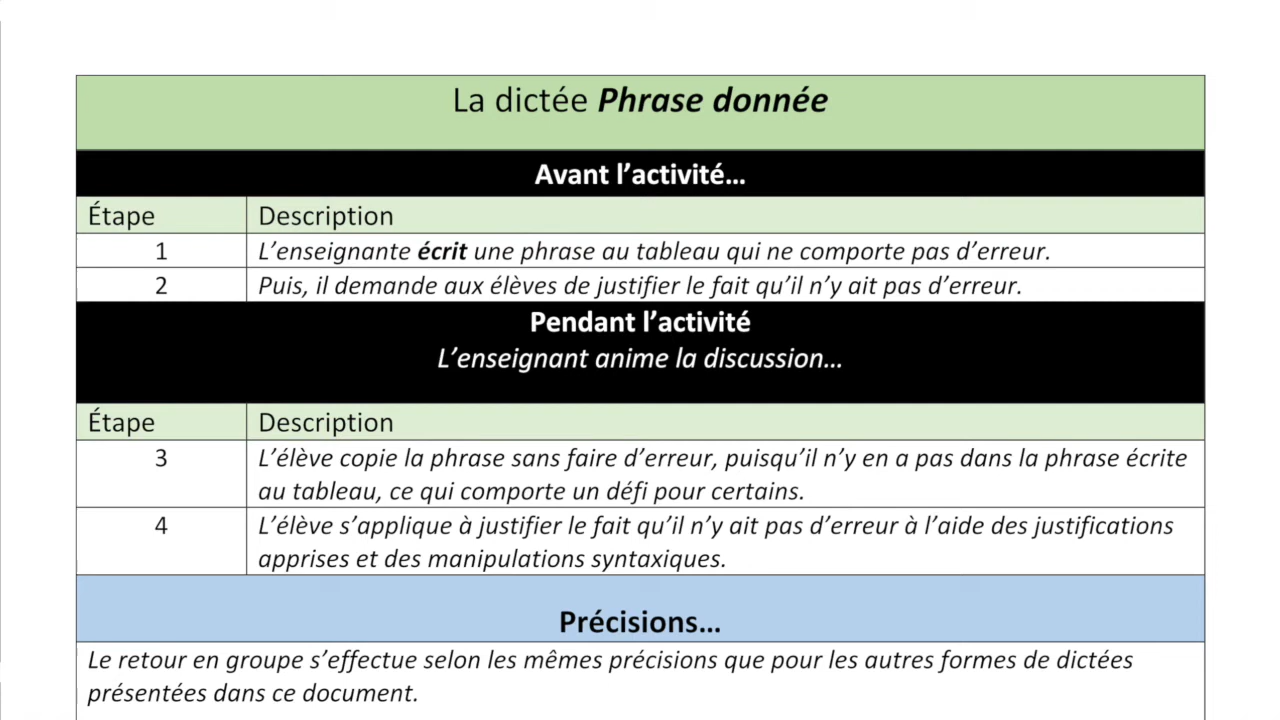 La dictée Phrase donnée
Avant l’activité…
Étape Description
1 L’enseignante écrit une phrase au tableau qui ne comporte pas d’erreur.
2 Puis, il demande aux élèves de justifier le fait qu’il n’y ait pas d’erreur.
Pendant l’activité
L’enseignant anime la discussion…
Étape Description
3 L’élève copie la phrase sans faire d’erreur, puisqu’il n’y en a pas dans la phrase écrite
au tableau, ce qui comporte un défi pour certains.
4 L’élève s’applique à justifier le fait qu’il n’y ait pas d’erreur à l’aide des justifications
apprises et des manipulations syntaxiques.
Précisions…
Le retour en groupe s’effectue selon les mêmes précisions que pour les autres formes de dictées
présentées dans ce document.